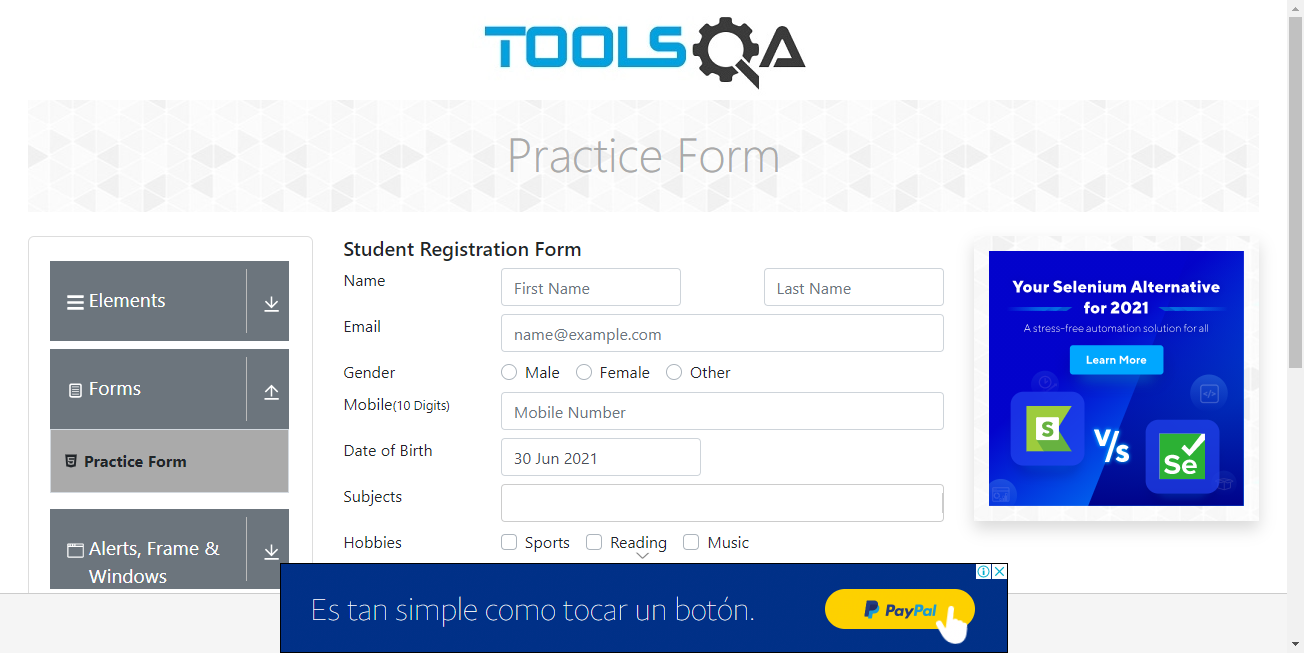 TOOLSQA
Practice Form
Elements
Forms
Practice Form
Alerts, Frame &
Windows
Student Registration Form
Name
First Name
Last Name
Email
name@example.com
Gender
Male
Female
Other
Mobile(10 Digits)
Mobile Number
Date of Birth
30 Jun 2021
Subjects
Hobbies
Sports
Reading
Music
Your Selenium Alternative
for 2021
A stress-free automation solution for all
Learn More
S
V/s
Se
Es tan simple como tocar un botón.
PayPal